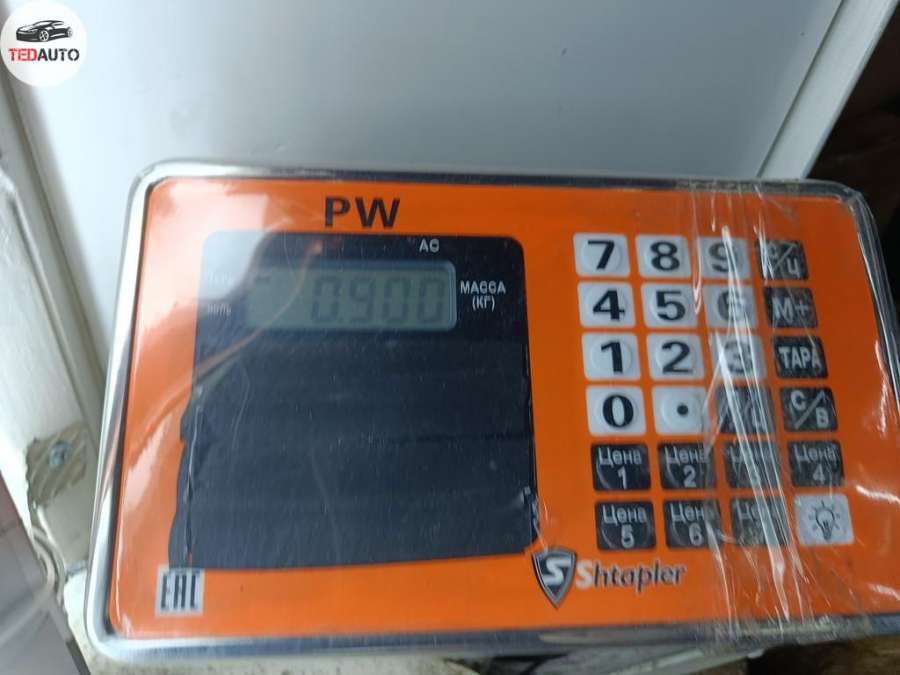 TEDAUTO
PW
AC
0.900
МАССА
(КГ)
7 8 9
4 5 6 M+
1 2 3 ТАРА
0 . С/В
Цена 1
Цена 2
Цена 4
Цена 5
Цена 6
Shtapler
EAC